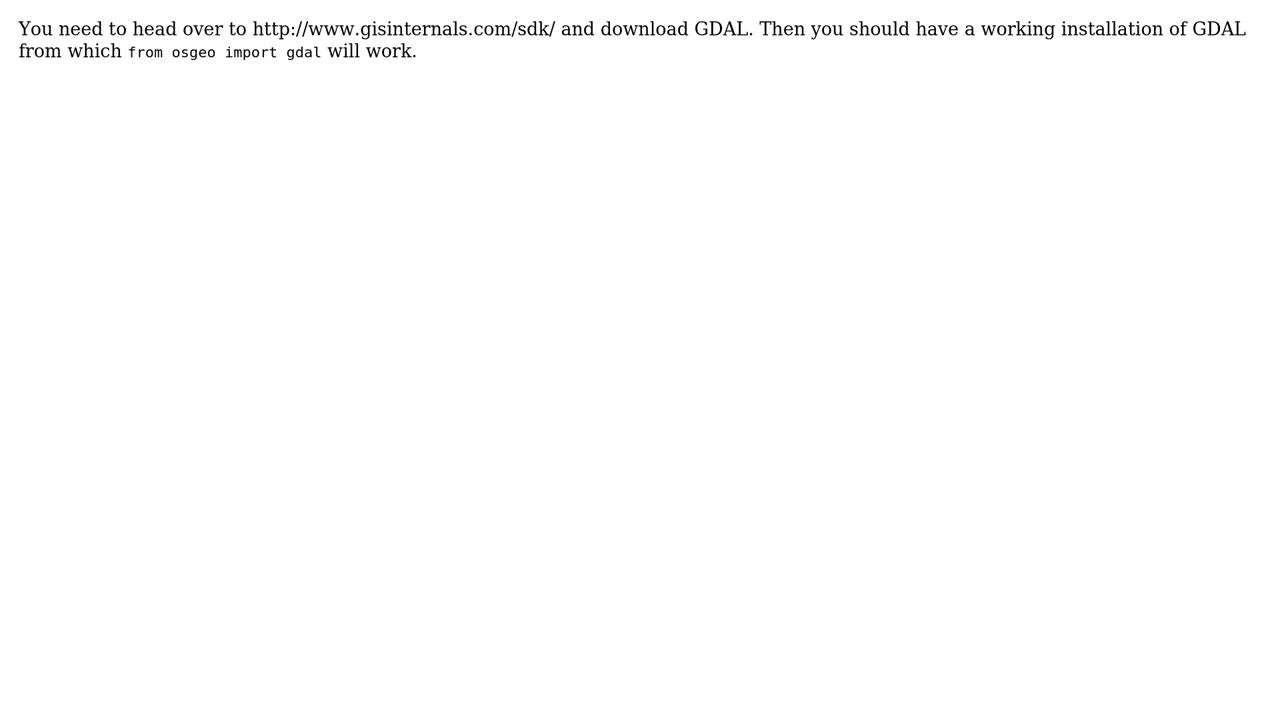 You need to head over to http://www.gisinternals.com/sdk/ and download GDAL. Then you should have a working installation of GDAL
from which from osgeo import gdal will work.